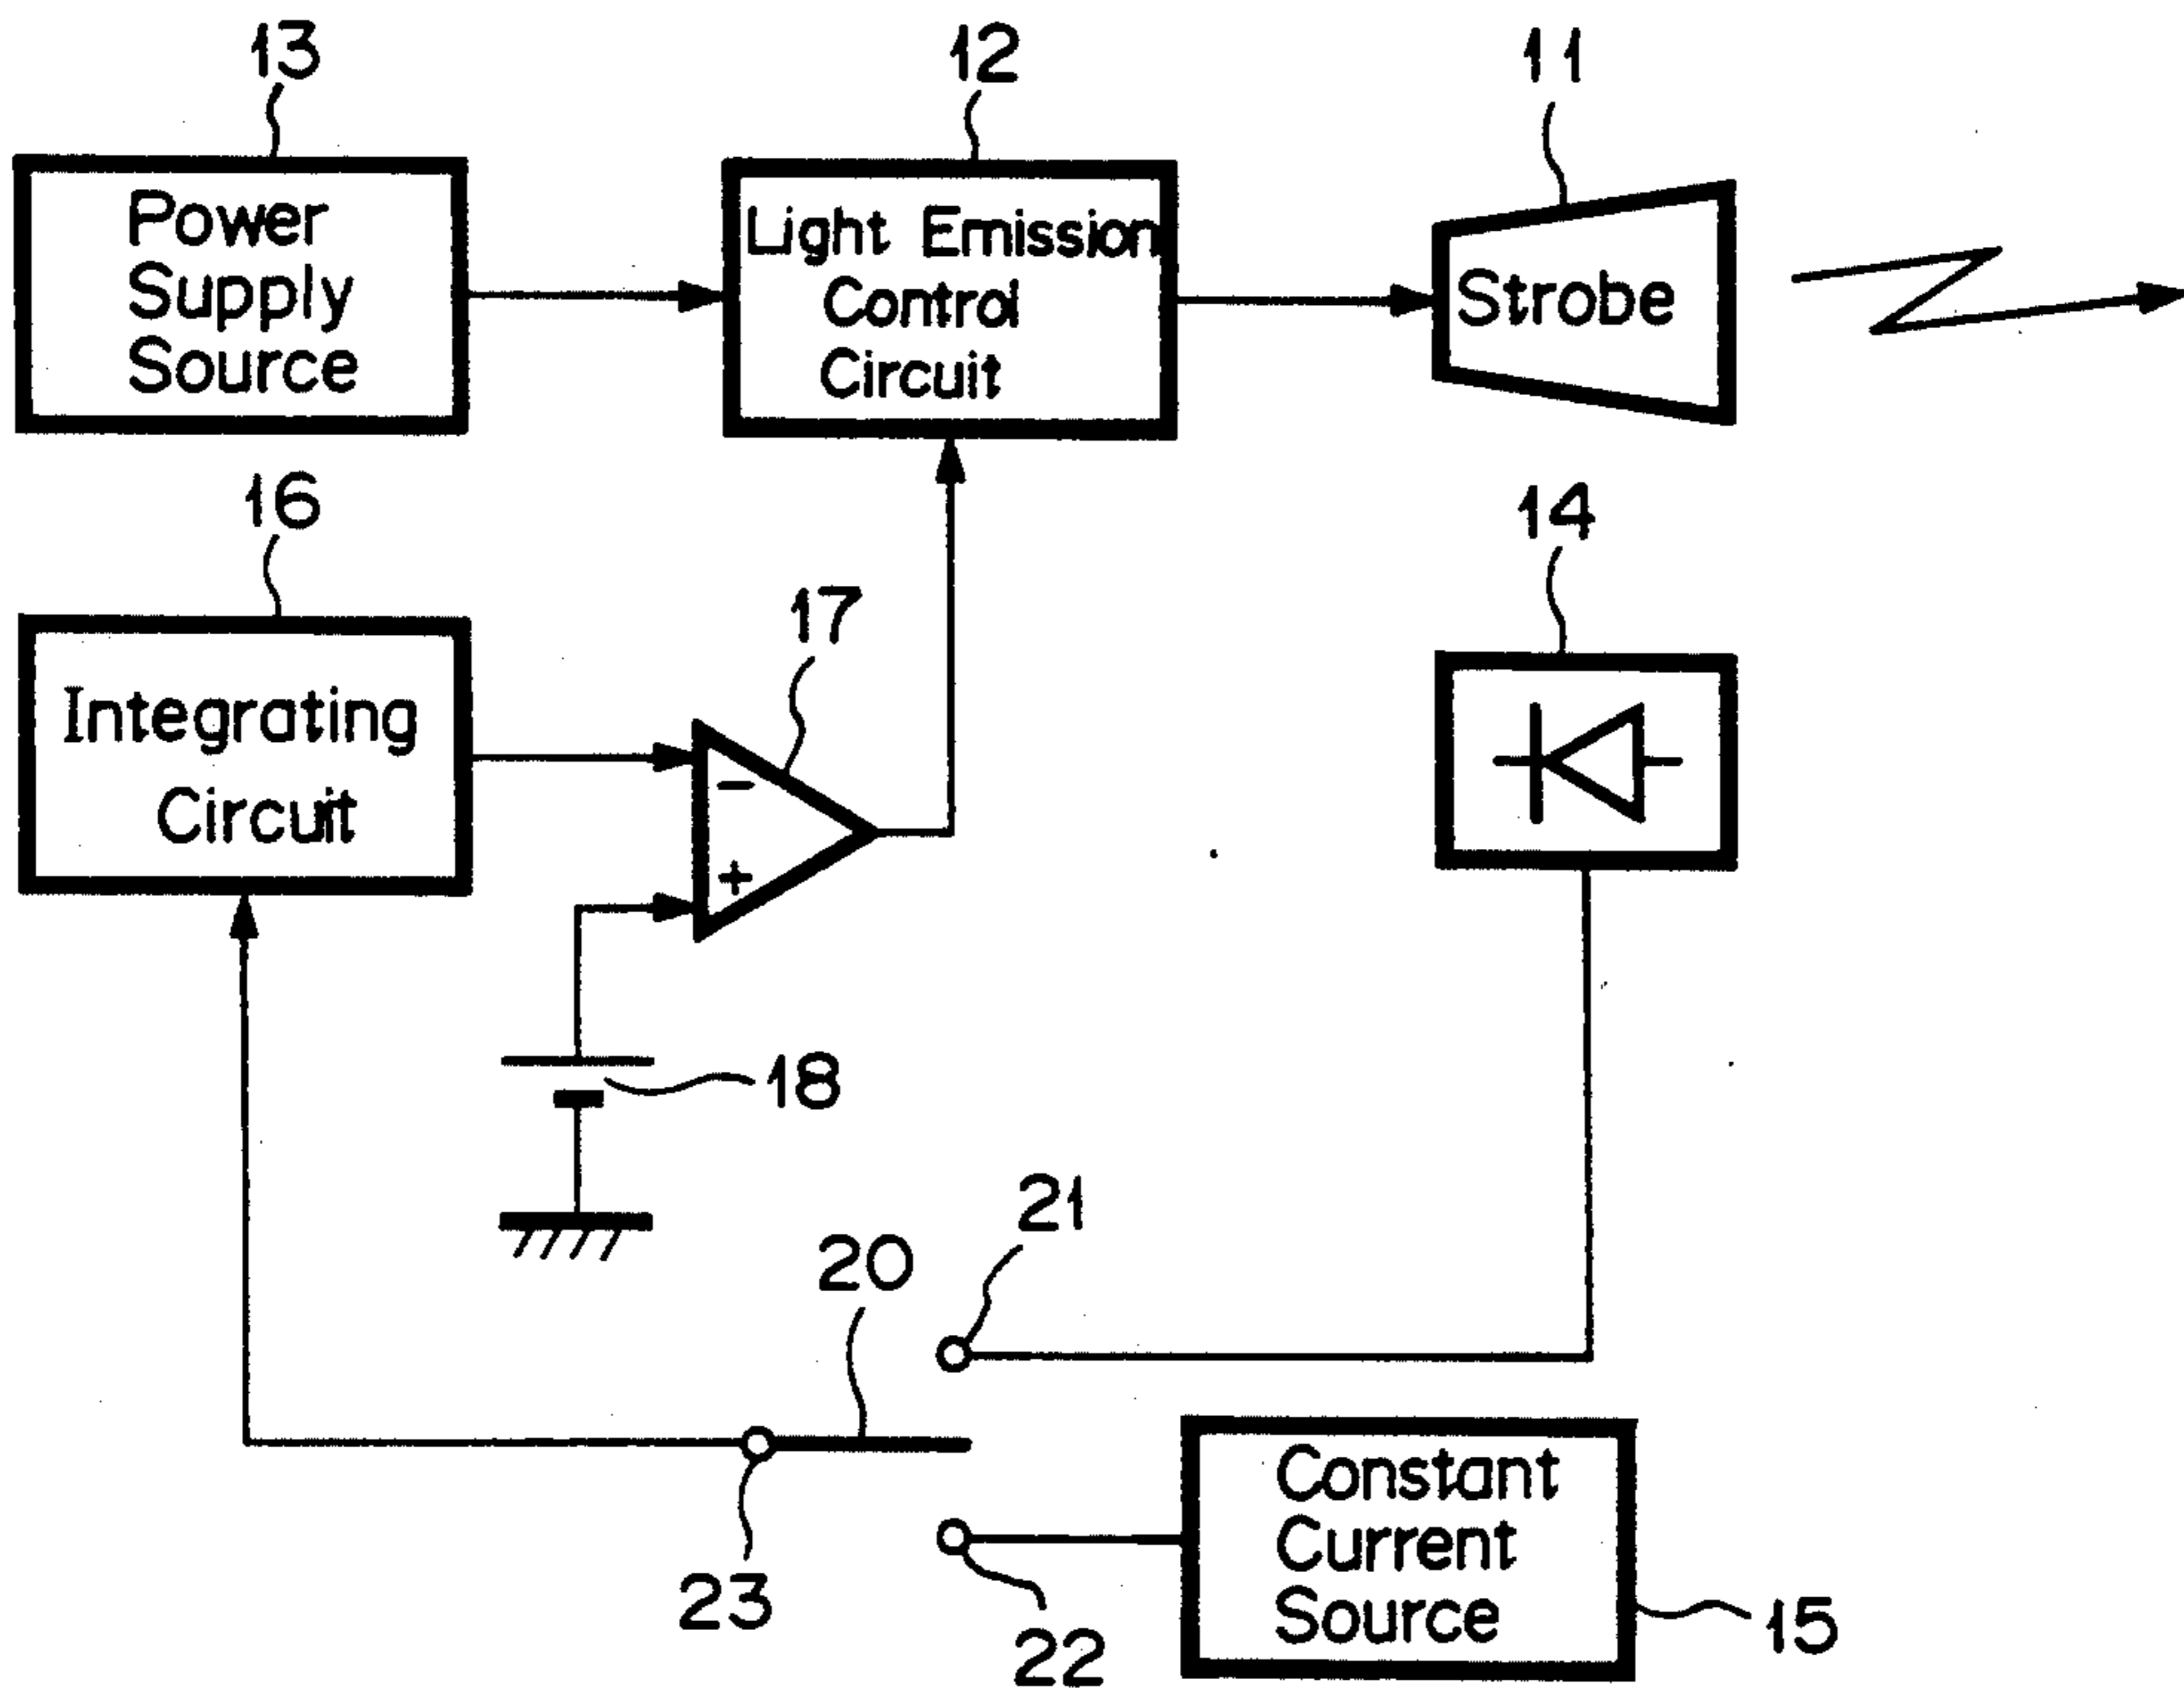 13
12
11
Power
Supply
Source
Light Emission
Control
Circuit
Strobe
16
14
17
Integrating
Circuit
−
+
18
21
20
23
22
Constant
Current
Source
15